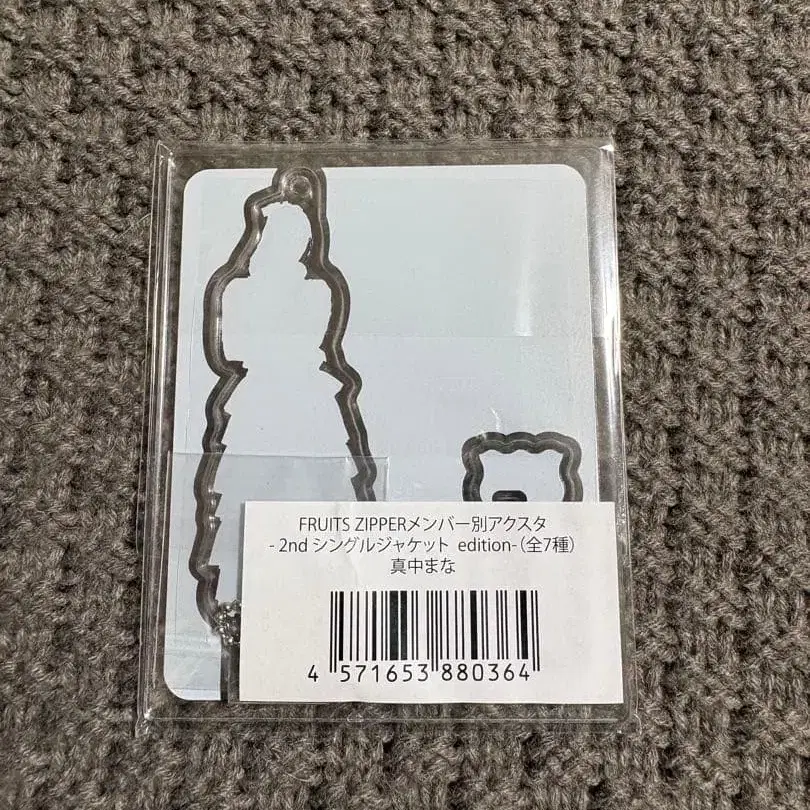 FRUITS ZIPPERメンバー別アクスタ
- 2nd シングルジャケット edition-（全7種）
真中まな
4 571653 880364